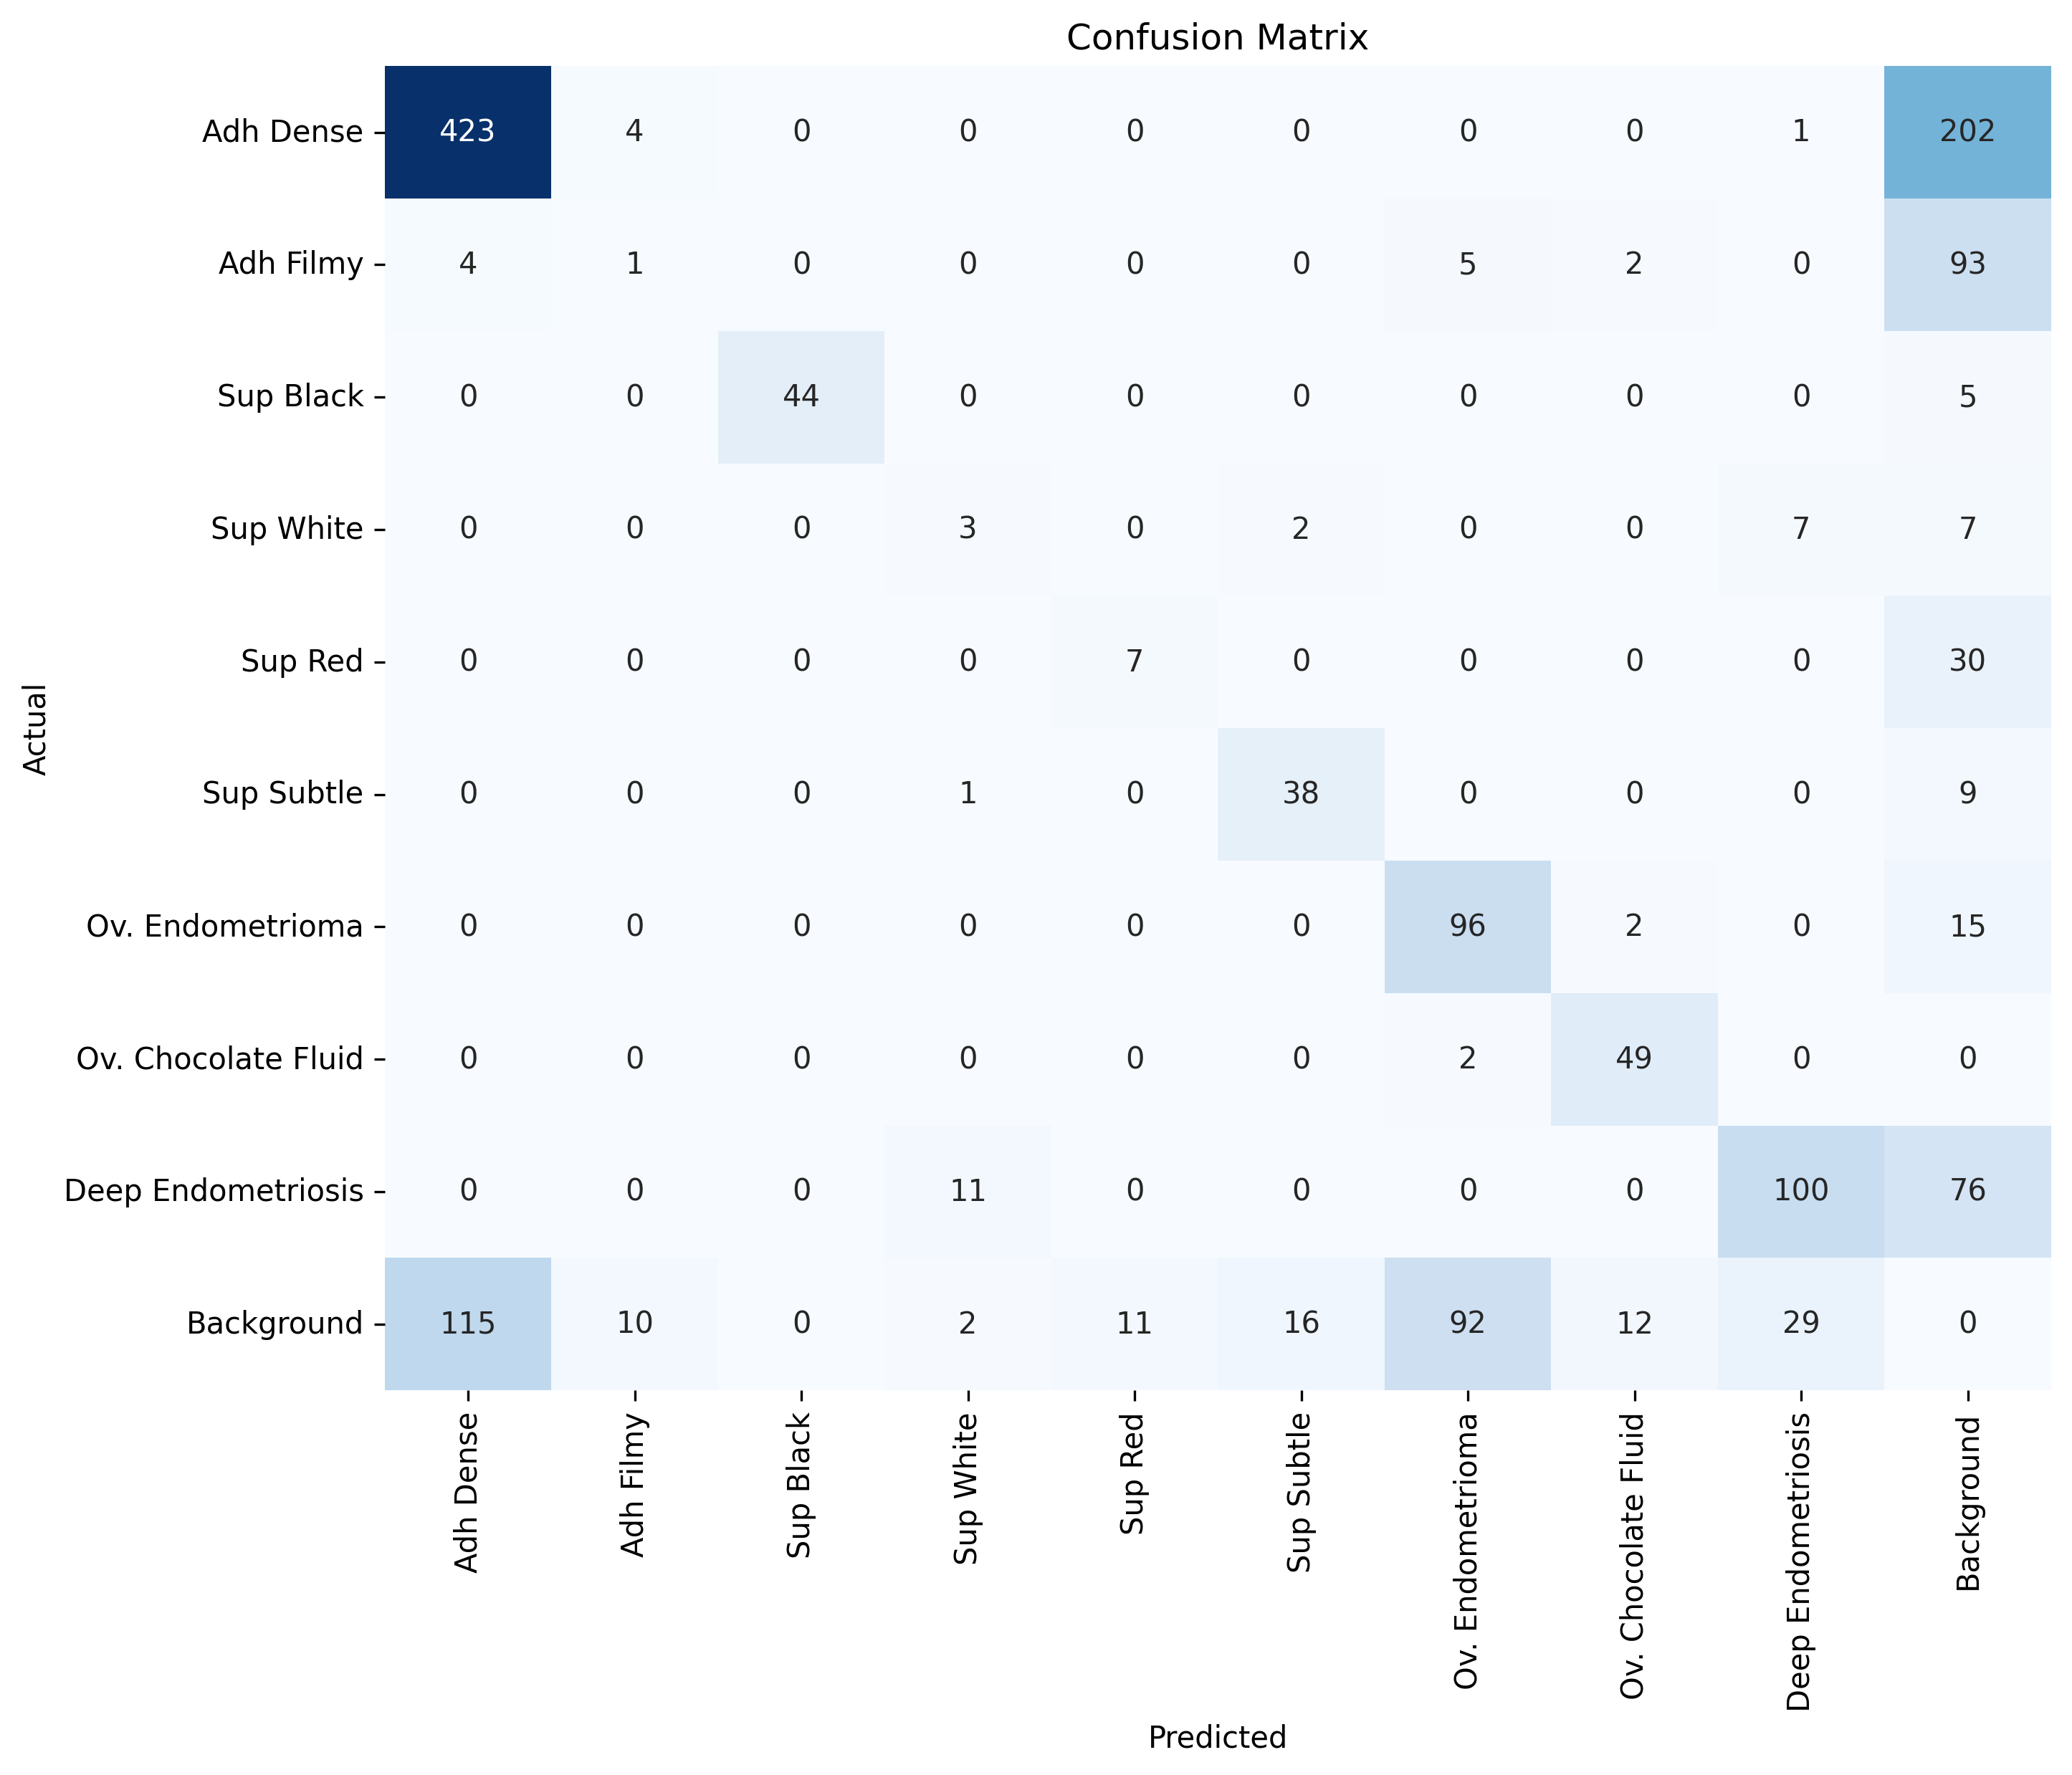 Confusion Matrix
Actual
Adh Dense 423 4 0 0 0 0 0 0 1 202
Adh Filmy 4 1 0 0 0 0 5 2 0 93
Sup Black 0 0 44 0 0 0 0 0 0 5
Sup White 0 0 0 3 0 2 0 0 7 7
Sup Red 0 0 0 0 7 0 0 0 0 30
Sup Subtle 0 0 0 1 0 38 0 0 0 9
Ov. Endometrioma 0 0 0 0 0 0 96 2 0 15
Ov. Chocolate Fluid 0 0 0 0 0 0 2 49 0 0
Deep Endometriosis 0 0 0 11 0 0 0 0 100 76
Background 115 10 0 2 11 16 92 12 29 0
Adh Dense
Adh Filmy
Sup Black
Sup White
Sup Red
Sup Subtle
Ov. Endometrioma
Ov. Chocolate Fluid
Deep Endometriosis
Background
Predicted